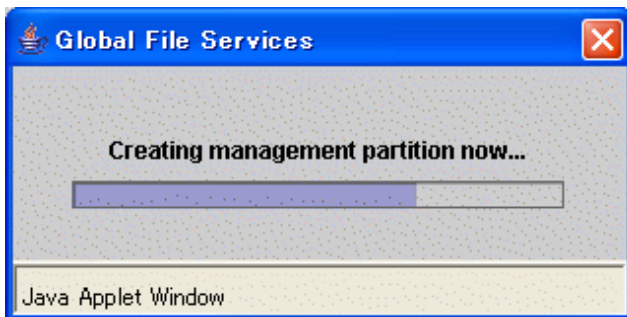 Global File Services
Creating management partition now...
Java Applet Window